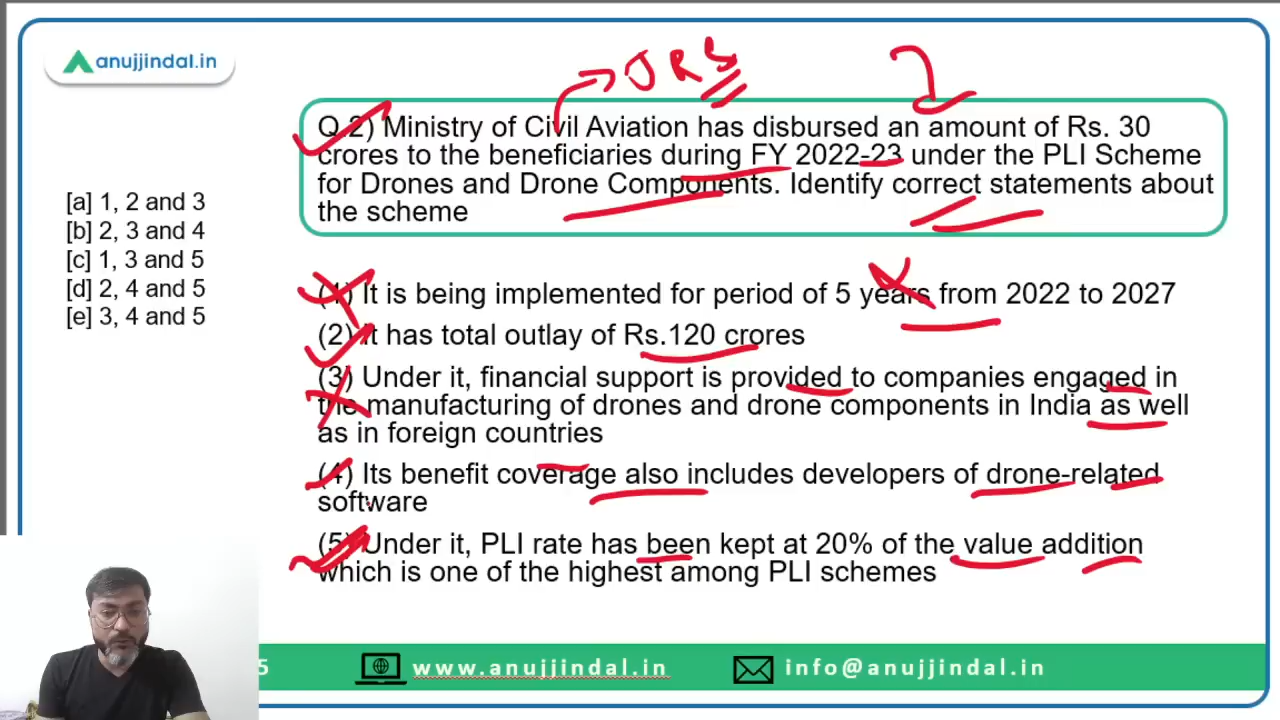 anujjindal.in
J R S
Q.2) Ministry of Civil Aviation has disbursed an amount of Rs. 30
crores to the beneficiaries during FY 2022-23 under the PLI Scheme
for Drones and Drone Components. Identify correct statements about
the scheme
[a] 1, 2 and 3
[b] 2, 3 and 4
[c] 1, 3 and 5
[d] 2, 4 and 5
[e] 3, 4 and 5
(1) It is being implemented for period of 5 years from 2022 to 2027
(2) It has total outlay of Rs.120 crores
(3) Under it, financial support is provided to companies engaged in
the manufacturing of drones and drone components in India as well
as in foreign countries
(4) Its benefit coverage also includes developers of drone-related
software
(5) Under it, PLI rate has been kept at 20% of the value addition
which is one of the highest among PLI schemes
5
www.anujjindal.in
info@anujjindal.in